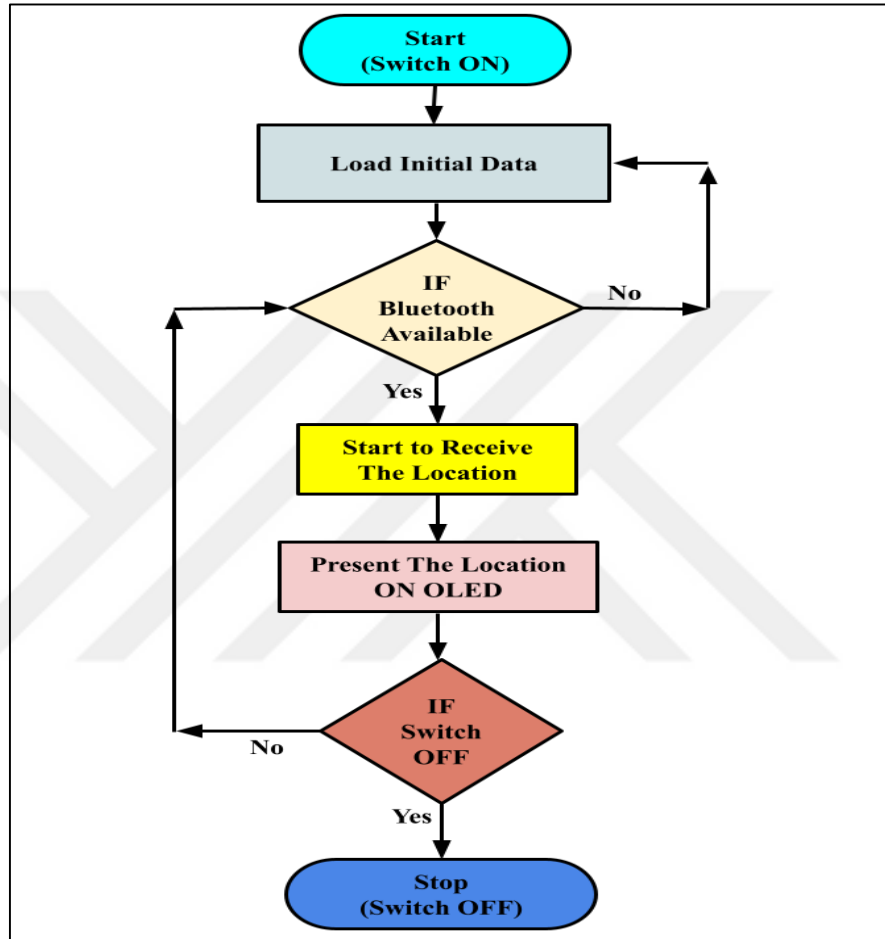 Start
(Switch ON)
Load Initial Data
IF
Bluetooth
Available
No
Yes
Start to Receive
The Location
Present The Location
ON OLED
IF
Switch
OFF
No
Yes
Stop
(Switch OFF)